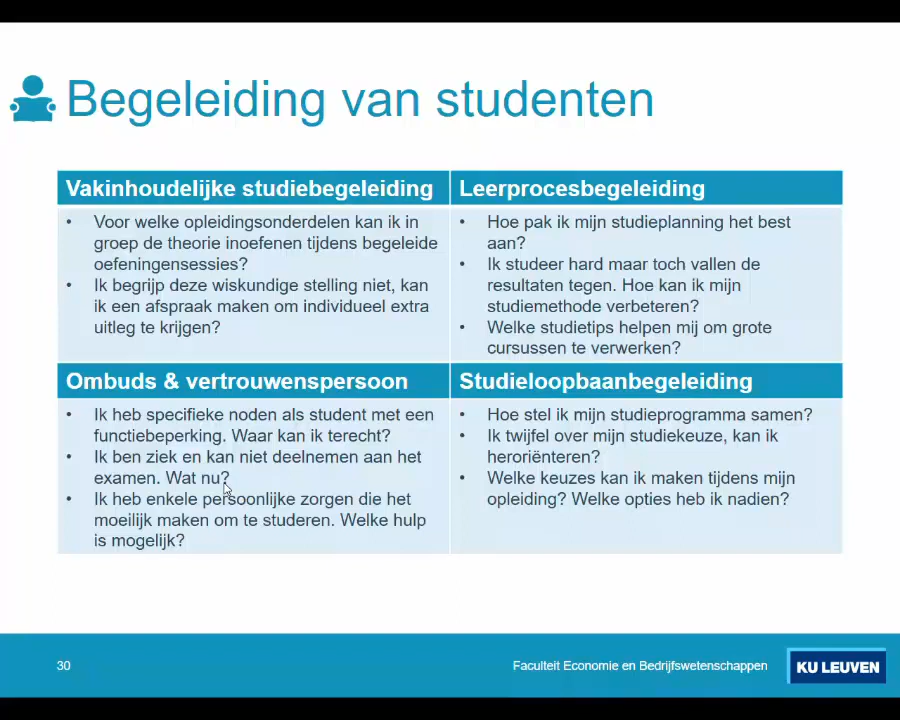 Begeleiding van studenten
Vakinhoudelijke studiebegeleiding
• Voor welke opleidingsonderdelen kan ik in
groep de theorie inoefenen tijdens begeleide
oefeningensessies?
• Ik begrijp deze wiskundige stelling niet, kan
ik een afspraak maken om individueel extra
uitleg te krijgen?
Leerprocesbegeleiding
• Hoe pak ik mijn studieplanning het best
aan?
• Ik studeer hard maar toch vallen de
resultaten tegen. Hoe kan ik mijn
studiemethode verbeteren?
• Welke studietips helpen mij om grote
cursussen te verwerken?
Ombuds & vertrouwenspersoon
• Ik heb specifieke noden als student met een
functiebeperking. Waar kan ik terecht?
• Ik ben ziek en kan niet deelnemen aan het
examen. Wat nu?
• Ik heb enkele persoonlijke zorgen die het
moeilijk maken om te studeren. Welke hulp
is mogelijk?
Studieloopbaanbegeleiding
• Hoe stel ik mijn studieprogramma samen?
• Ik twijfel over mijn studiekeuze, kan ik
heroriënteren?
• Welke keuzes kan ik maken tijdens mijn
opleiding? Welke opties heb ik nadien?
30
Faculteit Economie en Bedrijfswetenschappen
KU LEUVEN